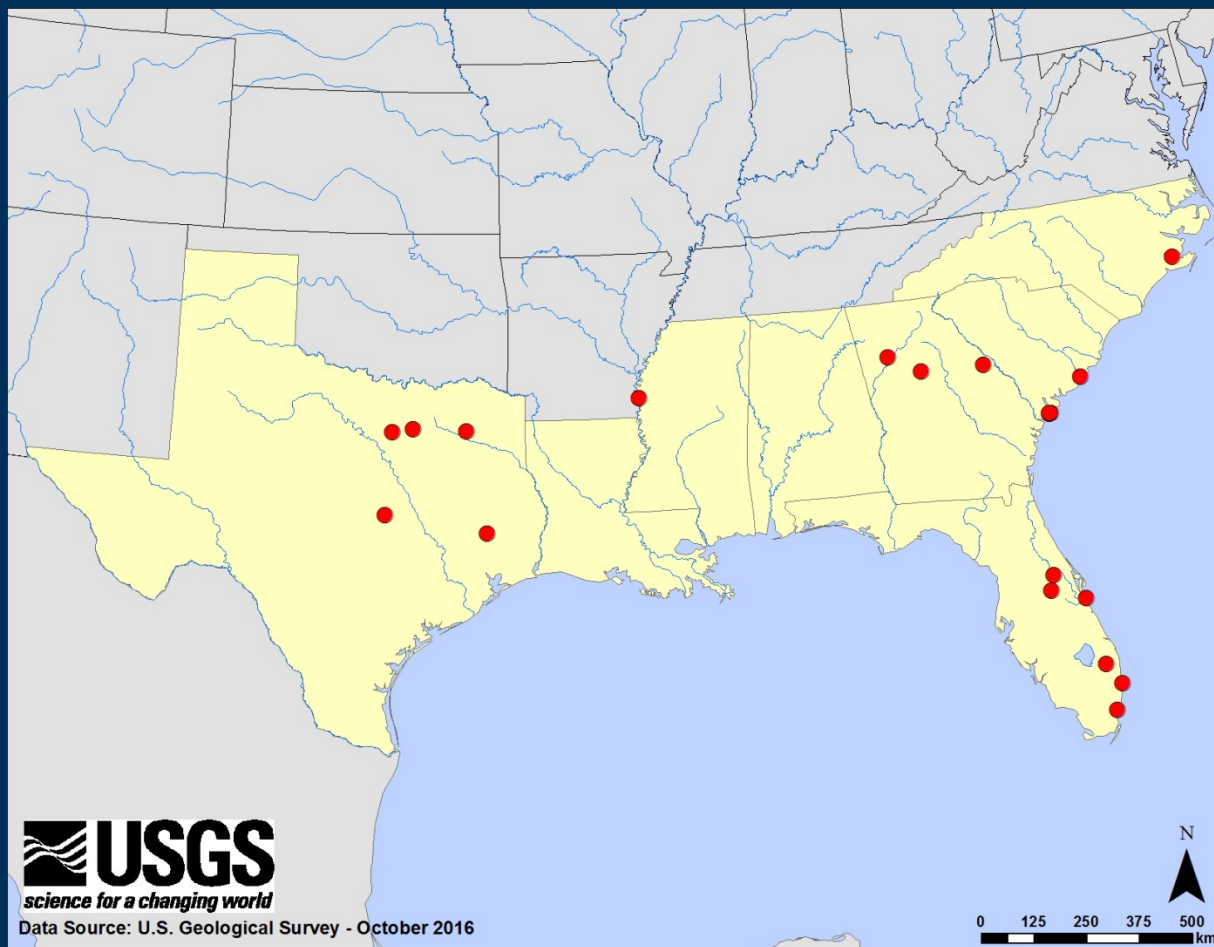 USGS
science for a changing world
Data Source: U.S. Geological Survey - October 2016
N
0 125 250 375 500
km